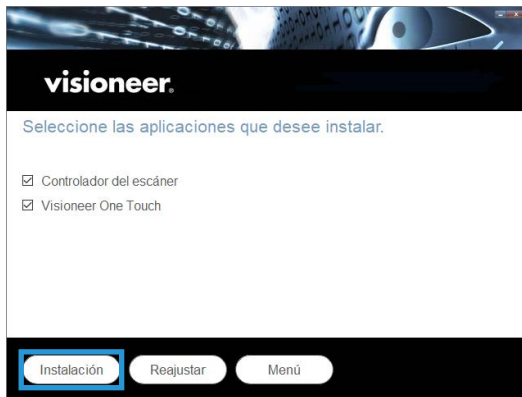 visioneer.
Seleccione las aplicaciones que desee instalar.
Controlador del escáner
Visioneer One Touch
Instalación Reajustar Menú